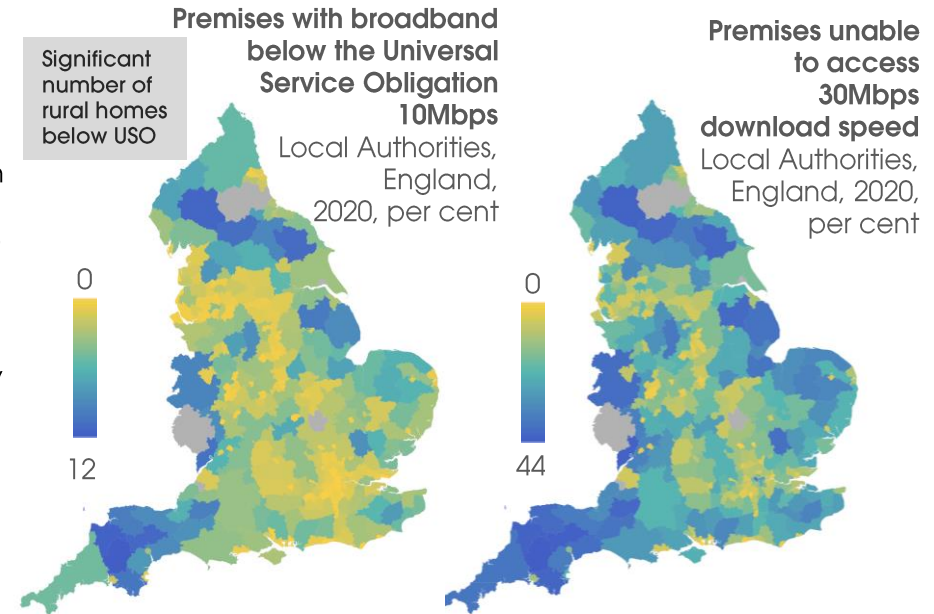 Premises with broadband
below the Universal
Service Obligation
10Mbps
Local Authorities,
England,
2020, per cent
Significant
number of
rural homes
below USO
0
12
Premises unable
to access
30Mbps
download speed
Local Authorities,
England, 2020,
per cent
0
44